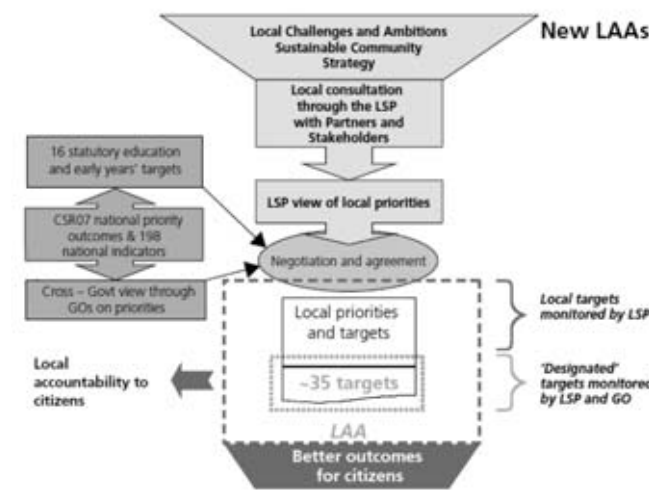 New LAAs
Local Challenges and Ambitions
Sustainable Community
Strategy
Local consultation
through the LSP
with Partners and
Stakeholders
16 statutory education
and early years' targets
LSP view of local priorities
CSR07 national priority
outcomes & 198
national indicators
Negotiation and agreement
Cross – Govt view through
GOs on priorities
Local priorities
and targets
Local targets
monitored by LSP
~35 targets
Local
accountability to
citizens
'Designated'
targets monitored
by LSP and GO
LAA
Better outcomes
for citizens